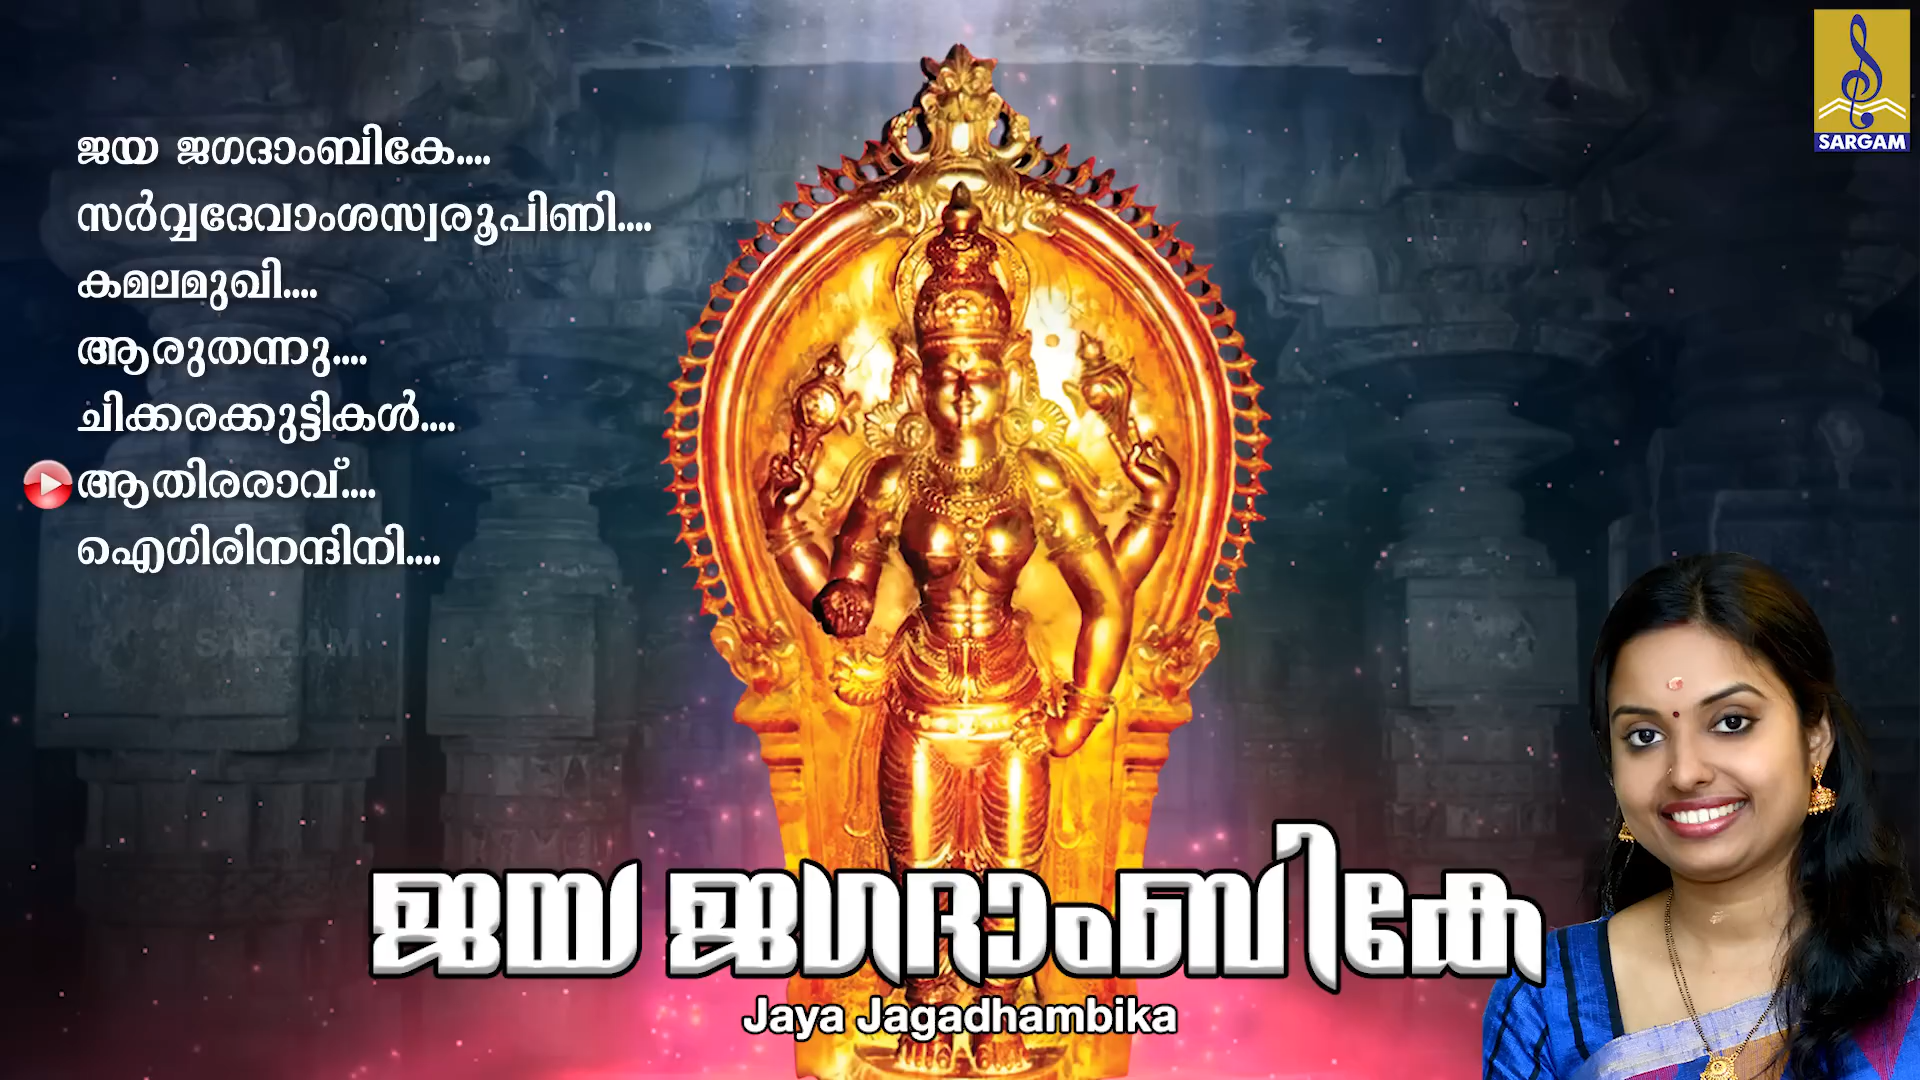 SARGAM
ജയ ജഗദാംബികേ....
സർവ്വദേവാംശസ്വരൂപിണി....
കമലമുഖി....
ആരുതന്നു....
ചിക്കരക്കുട്ടികൾ....
ആതിരരാവ്....
ഐഗിരിനന്ദിനി....
SARGAM
ജയ ജഗദാംബികേ
Jaya Jagadhambika